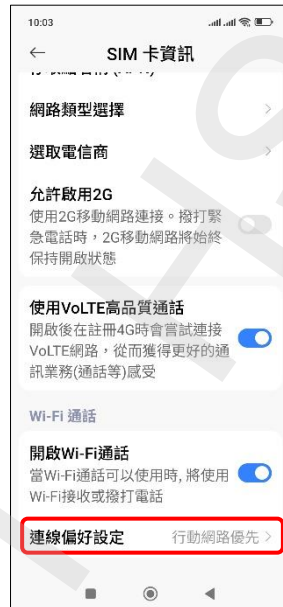 10:03
SIM 卡資訊
網路類型選擇
選取電信商
允許啟用2G
使用2G移動網路連接。撥打緊
急電話時，2G移動網路將始終
保持開啟狀態
使用VoLTE高品質通話
開啟後在註冊4G時會嘗試連接
VoLTE網路，從而獲得更好的通
訊業務(通話等)感受
Wi-Fi 通話
開啟Wi-Fi通話
當Wi-Fi通話可以使用時, 將使用
Wi-Fi接收或撥打電話
連線偏好設定 行動網路優先